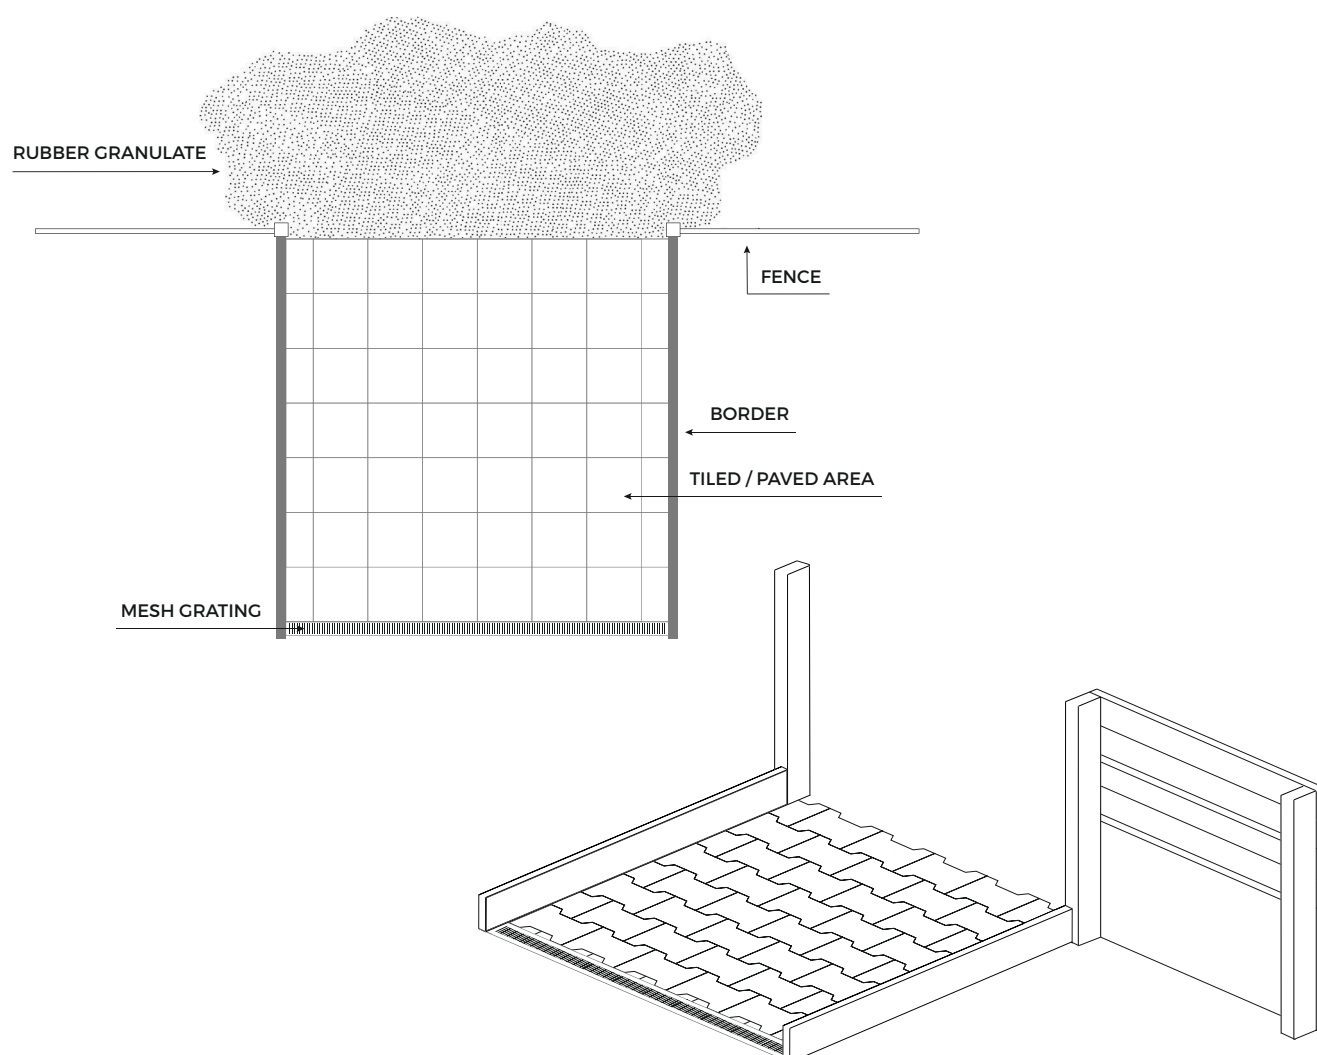 RUBBER GRANULATE
FENCE
BORDER
TILED / PAVED AREA
MESH GRATING